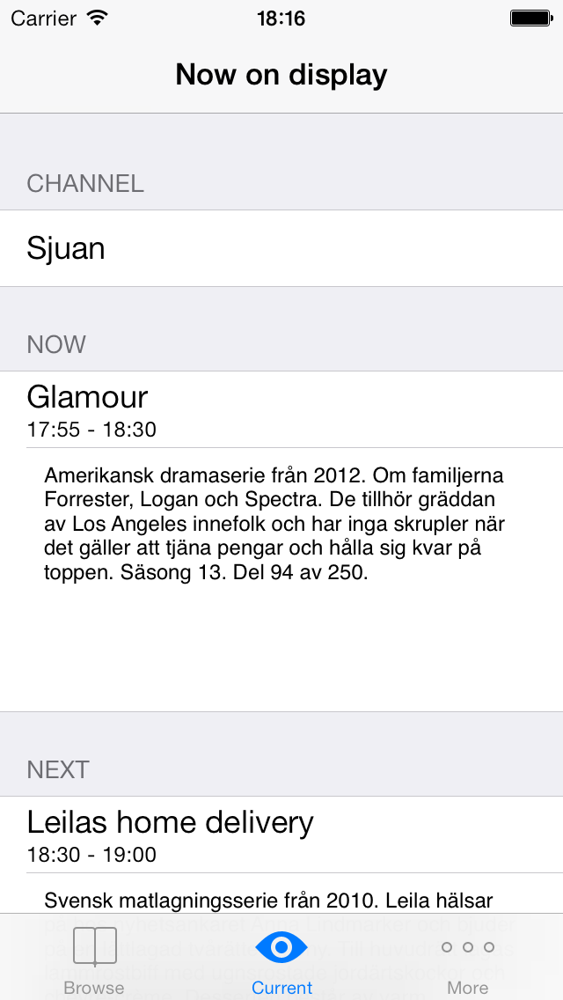 Carrier 18:16
Now on display
CHANNEL
Sjuan
NOW
Glamour
17:55 - 18:30
Amerikansk dramaserie från 2012. Om familjerna
Forrester, Logan och Spectra. De tillhör gräddan
av Los Angeles innefolk och har inga skrupler när
det gäller att tjäna pengar och hålla sig kvar på
toppen. Säsong 13. Del 94 av 250.
NEXT
Leilas home delivery
18:30 - 19:00
Svensk matlagningsserie från 2010. Leila hälsar
Browse Current More